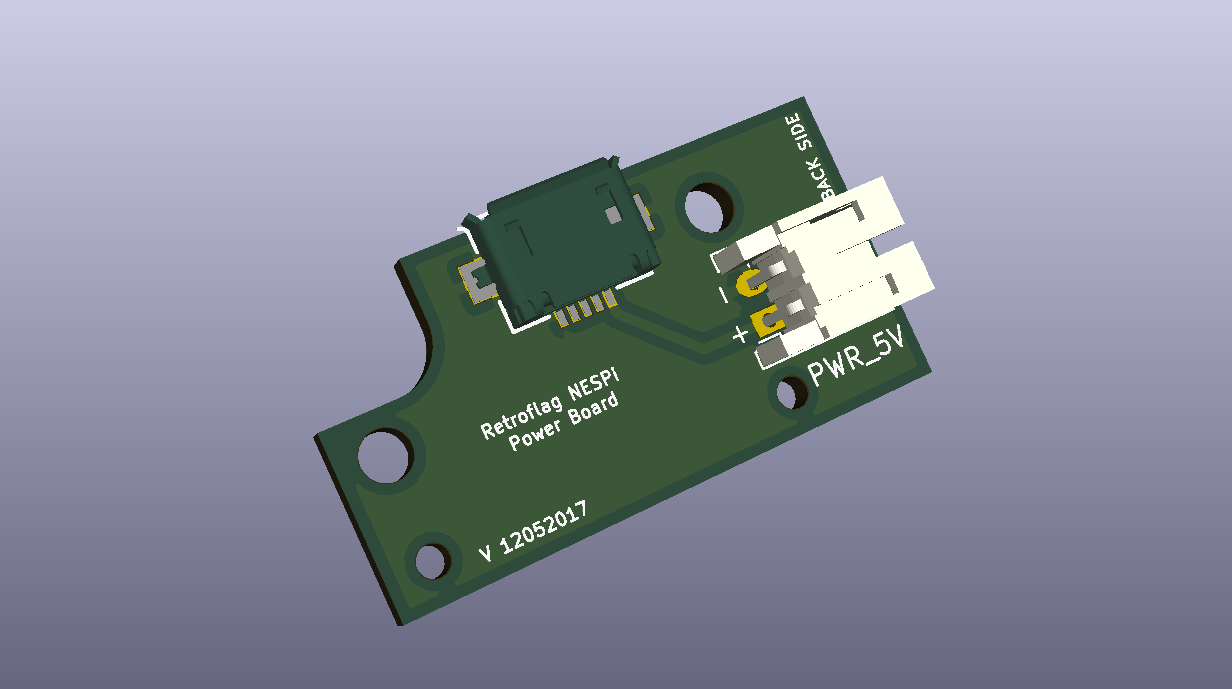 BACK SIDE
-
+
PWR_5V
Retroflag NESPI
Power Board
V 12052017